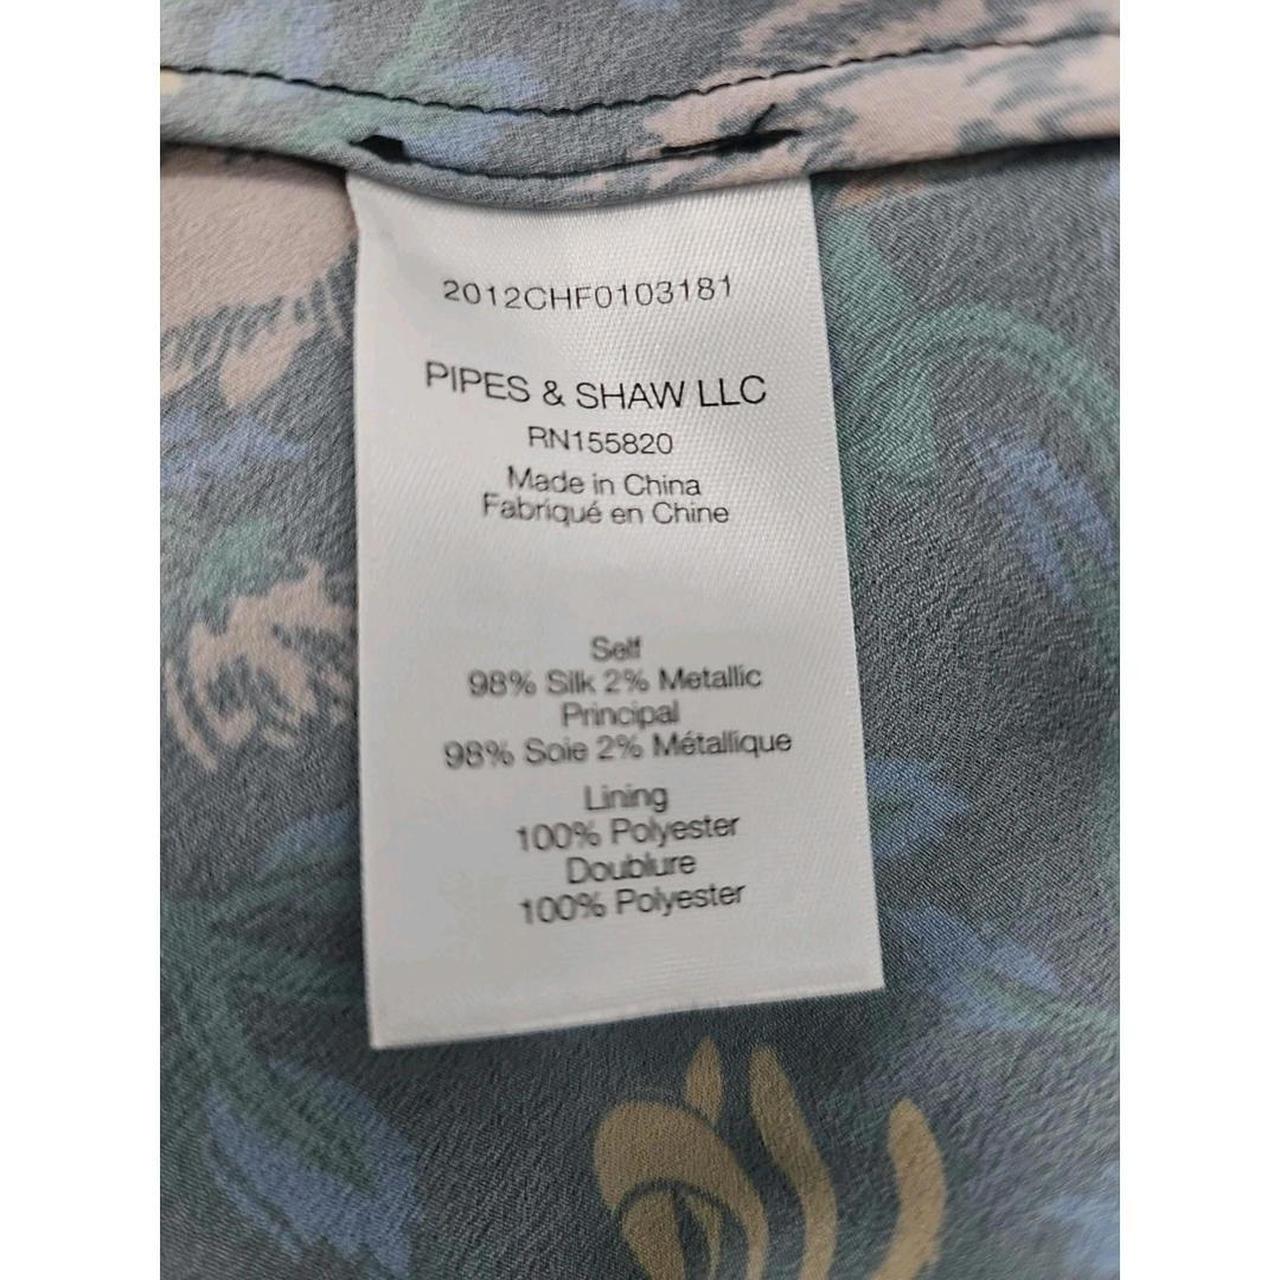 2012CHF0103181
PIPES & SHAW LLC
RN155820
Made in China
Fabriqué en Chine
Self
98% Silk 2% Metallic
Principal
98% Soie 2% Métallique
Lining
100% Polyester
Doublure
100% Polyester